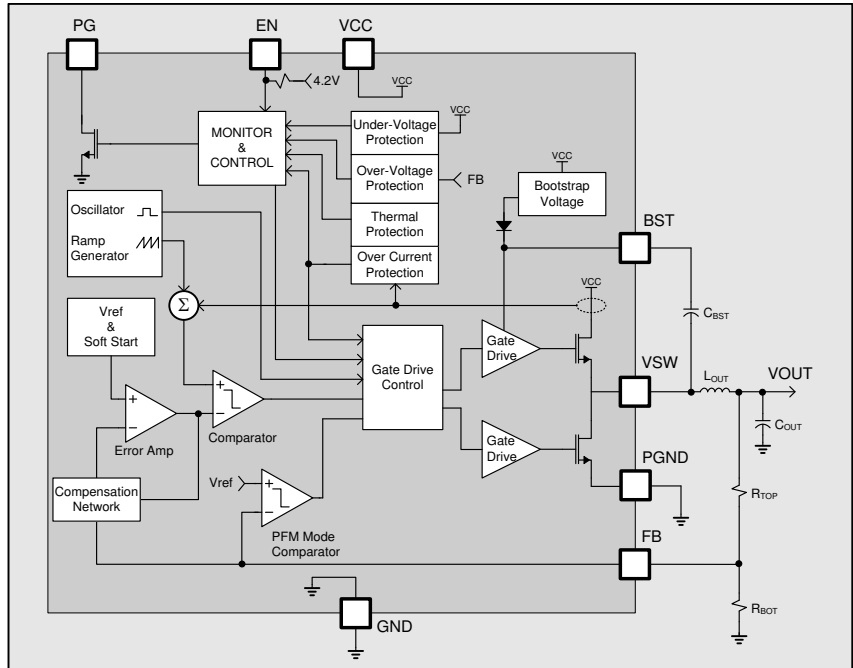 PG
EN
VCC
4.2V
VCC
MONITOR
&
CONTROL
Under-Voltage
Protection
VCC
Over-Voltage
Protection
FB
Thermal
Protection
Over Current
Protection
VCC
Bootstrap
Voltage
Oscillator
Ramp
Generator
BST
Σ
VCC
CBST
Vref
&
Soft Start
Gate Drive
Control
Gate
Drive
VSW
LOUT
VOUT
+
−
Error Amp
+
−
Comparator
COUT
Gate
Drive
PGND
Compensation
Network
Vref
+
−
PFM Mode
Comparator
RTOP
FB
RBOT
GND